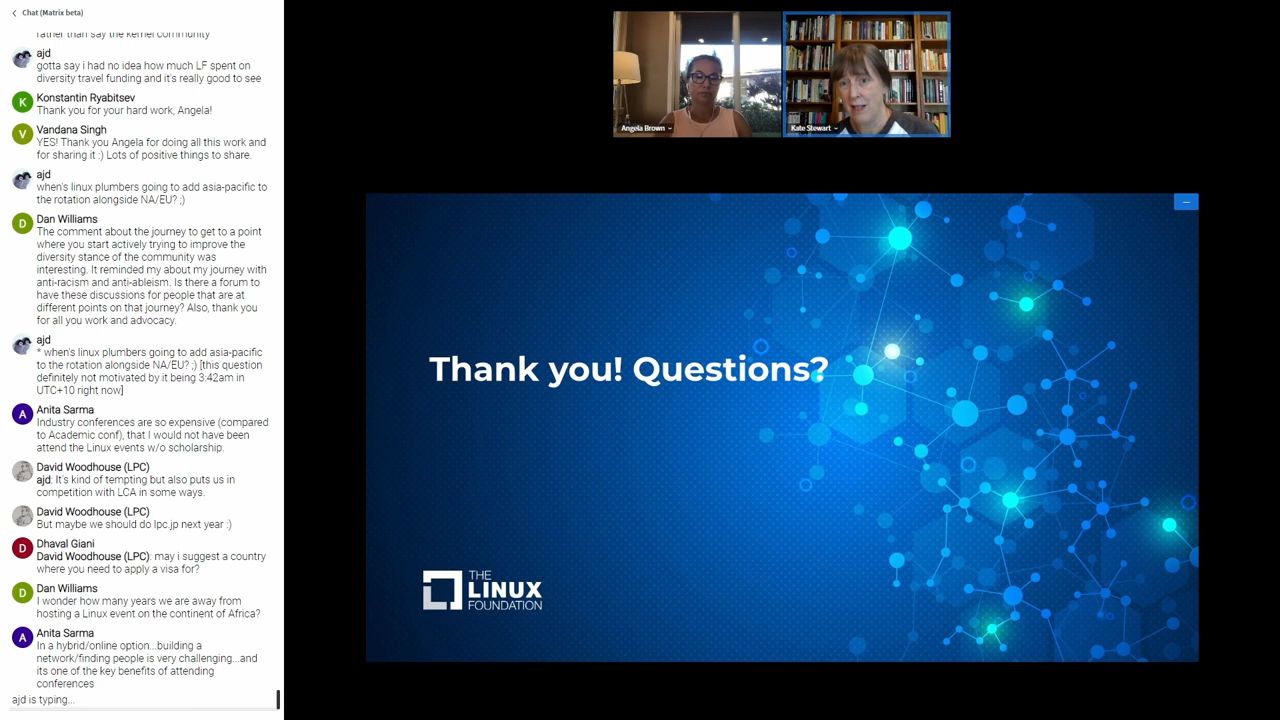 Chat (Matrix beta)
rather than say the kernel community
ajd
gotta say i had no idea how much LF spent on
diversity travel funding and it's really good to see
K
Konstantin Ryabitsev
Thank you for your hard work, Angela!
V
Vandana Singh
YES! Thank you Angela for doing all this work and
for sharing it :) Lots of positive things to share.
ajd
when's linux plumbers going to add asia-pacific to
the rotation alongside NA/EU? ;)
D
Dan Williams
The comment about the journey to get to a point
where you start actively trying to improve the
diversity stance of the community was
interesting. It reminded my about my journey with
anti-racism and anti-ableism. Is there a forum to
have these discussions for people that are at
different points on that journey? Also, thank you
for all you work and advocacy.
ajd
* when's linux plumbers going to add asia-pacific
to the rotation alongside NA/EU? ;) [this question
definitely not motivated by it being 3:42am in
UTC+10 right now]
A
Anita Sarma
Industry conferences are so expensive (compared
to Academic conf), that I would not have been
attend the Linux events w/o scholarship.
David Woodhouse (LPC)
ajd: It's kind of tempting but also puts us in
competition with LCA in some ways.
David Woodhouse (LPC)
But maybe we should do lpc.jp next year :)
D
Dhaval Giani
David Woodhouse (LPC): may i suggest a country
where you need to apply a visa for?
D
Dan Williams
I wonder how many years we are away from
hosting a Linux event on the continent of Africa?
A
Anita Sarma
In a hybrid/online option...building a
network/finding people is very challenging...and
its one of the key benefits of attending
conferences
ajd is typing...
Angela Brown
Kate Stewart
Thank you! Questions?
THE
LINUX
FOUNDATION